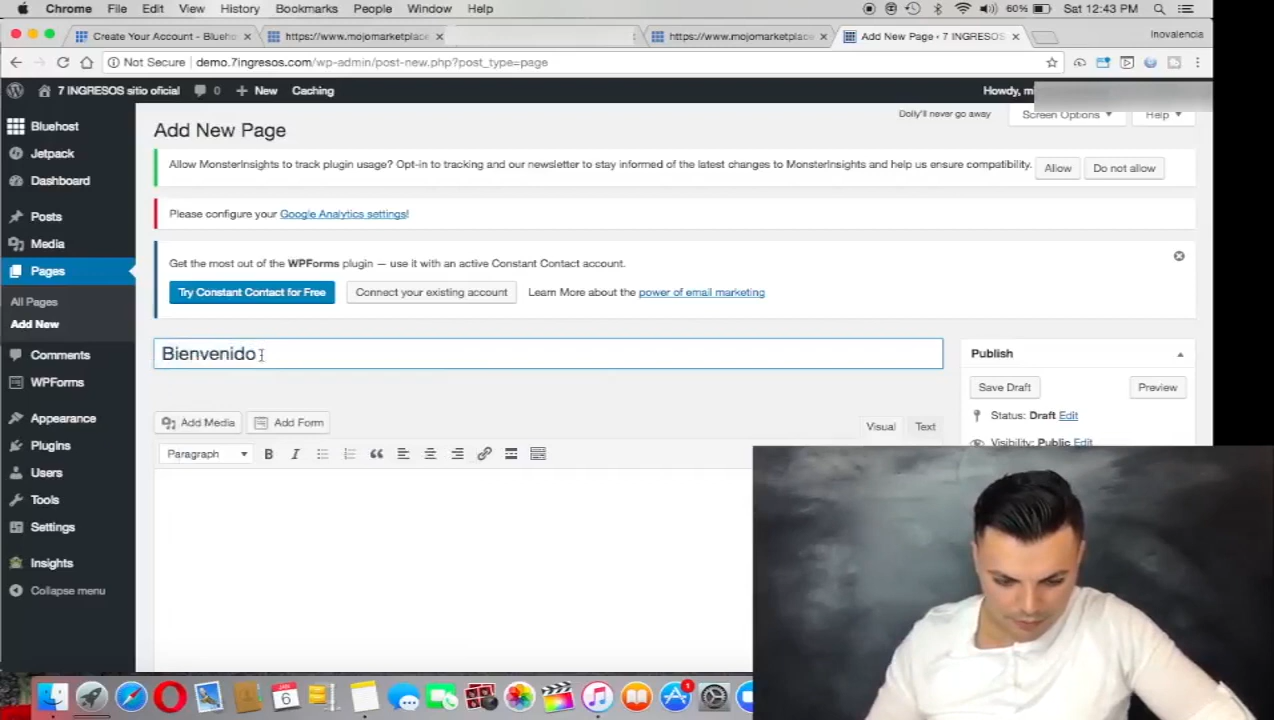 Chrome File Edit View History Bookmarks People Window Help 60% Sat 12:43 PM
Create Your Account - Blueho × https://www.mojomarketplace × https://www.mojomarketplace × Add New Page ‹ 7 INGRESOS × Inovalencia
Not Secure demo.7ingresos.com/wp-admin/post-new.php?post_type=page
7 INGRESOS sitio oficial 0 + New Caching Howdy,
Dolly'll never go away Screen Options Help
Bluehost
Jetpack
Dashboard
Posts
Media
Pages
All Pages
Add New
Comments
WPForms
Appearance
Plugins
Users
Tools
Settings
Insights
Collapse menu
Add New Page
Allow MonsterInsights to track plugin usage? Opt-in to tracking and our newsletter to stay informed of the latest changes to MonsterInsights and help us ensure compatibility. Allow Do not allow
Please configure your Google Analytics settings!
Get the most out of the WPForms plugin — use it with an active Constant Contact account.
Try Constant Contact for Free Connect your existing account Learn More about the power of email marketing
Bienvenido
Add Media Add Form Visual Text
Paragraph B I
Publish
Save Draft Preview
Status: Draft Edit
Visibility: Public Edit
6
1